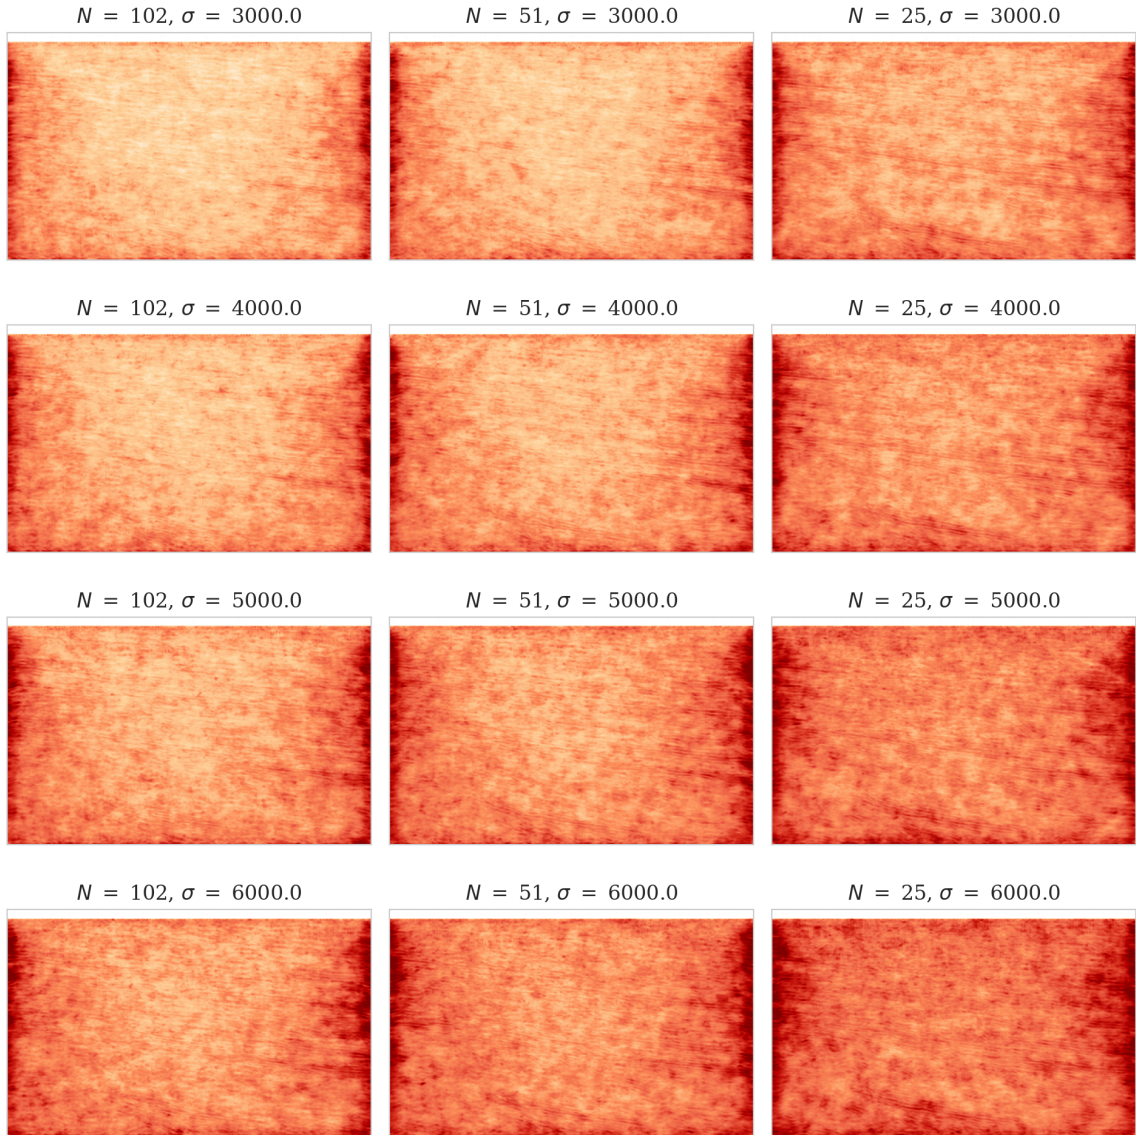 N = 102, σ = 3000.0
N = 51, σ = 3000.0
N = 25, σ = 3000.0
N = 102, σ = 4000.0
N = 51, σ = 4000.0
N = 25, σ = 4000.0
N = 102, σ = 5000.0
N = 51, σ = 5000.0
N = 25, σ = 5000.0
N = 102, σ = 6000.0
N = 51, σ = 6000.0
N = 25, σ = 6000.0